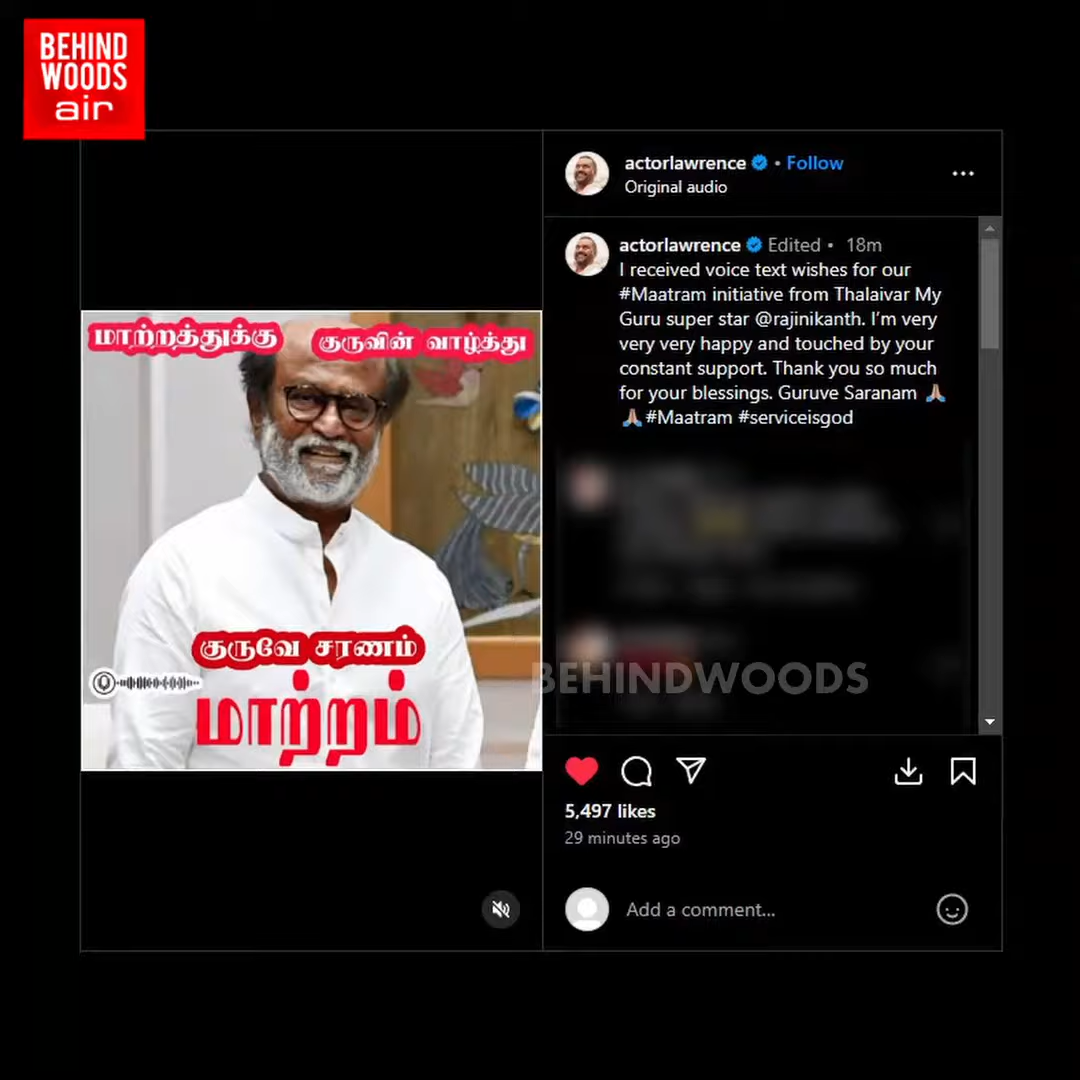 BEHIND
WOODS
air
actorlawrence • Follow
Original audio
மாற்றத்துக்கு
குருவின் வாழ்த்து
குருவே சரணம்
மாற்றம்
actorlawrence Edited • 18m
I received voice text wishes for our
#Maatram initiative from Thalaivar My
Guru super star @rajinikanth. I’m very
very very happy and touched by your
constant support. Thank you so much
for your blessings. Guruve Saranam 🙏🏼
🙏🏼#Maatram #serviceisgod
BEHINDWOODS
5,497 likes
29 minutes ago
Add a comment...